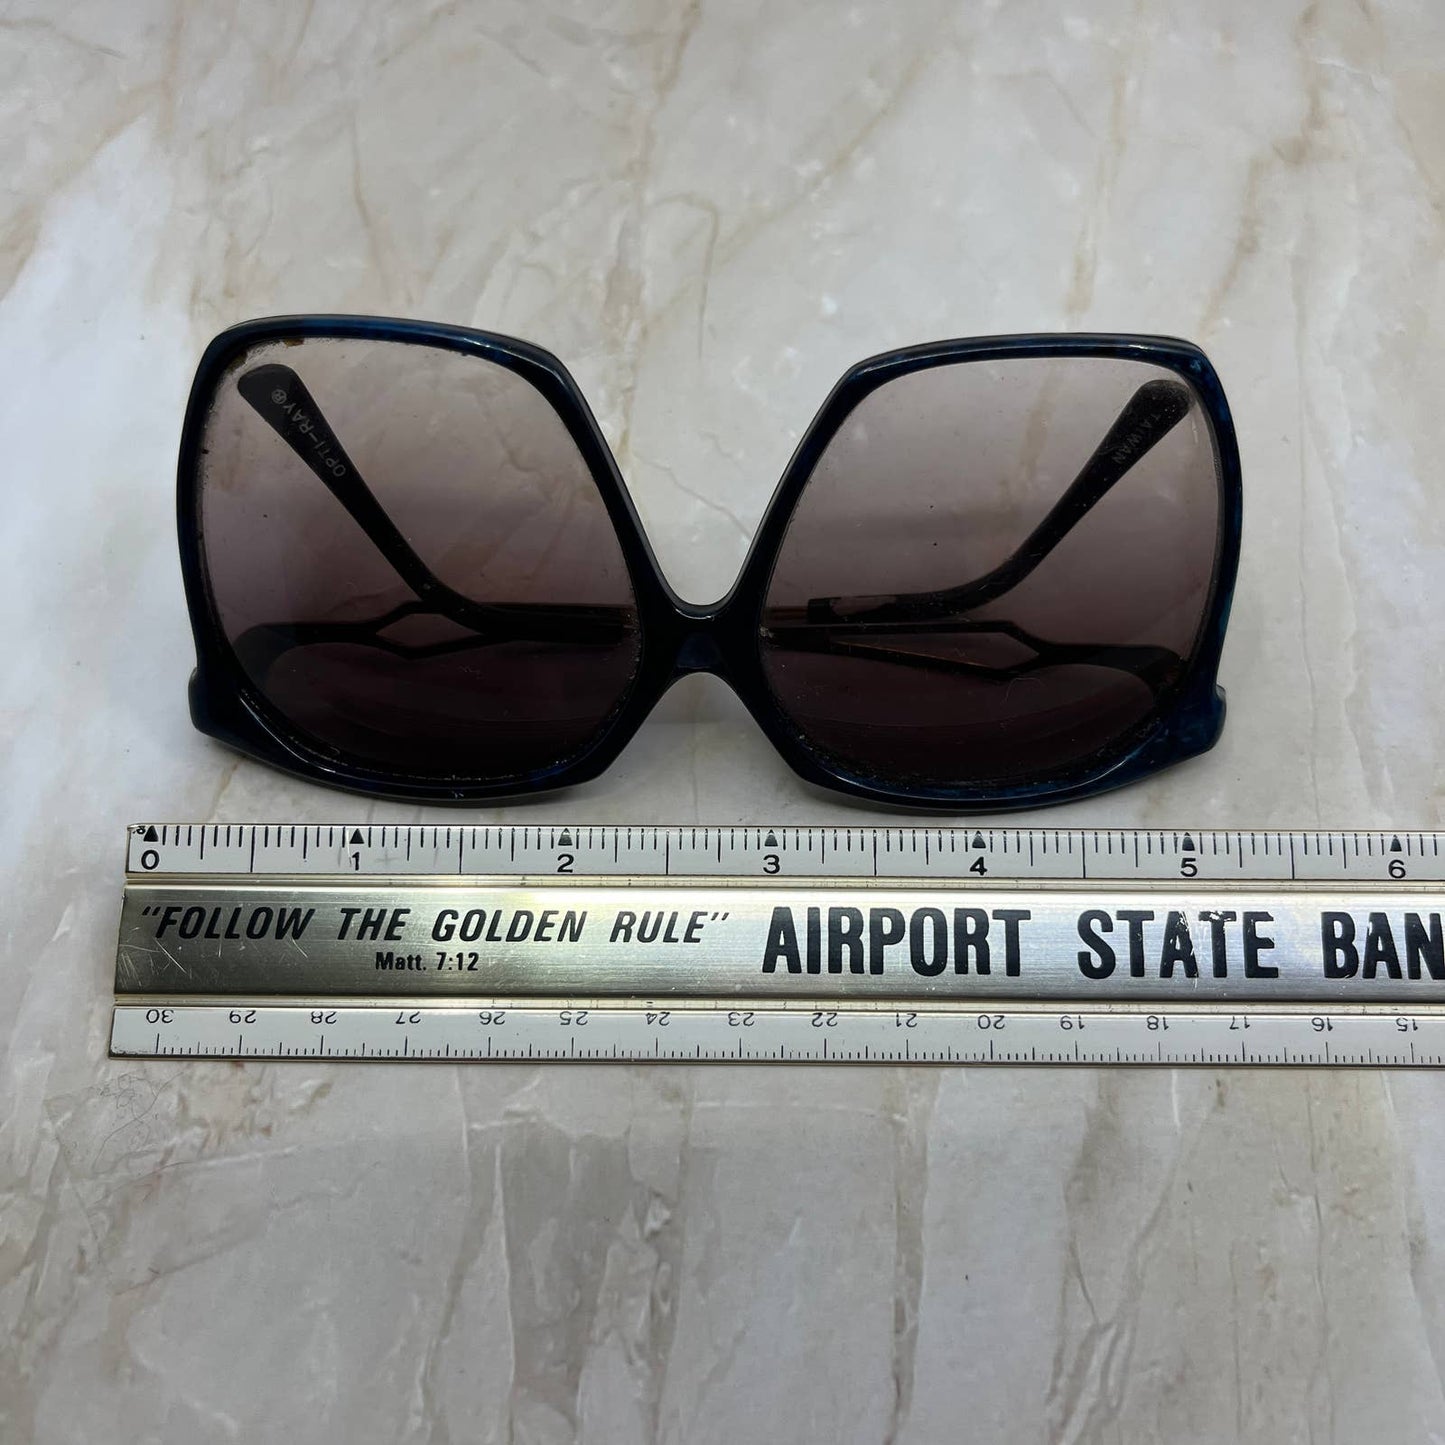 OPTI-RAY®
TAIWAN
0 1 2 3 4 5 6
"FOLLOW THE GOLDEN RULE" AIRPORT STATE BAN
Matt. 7:12
30 29 28 27 26 25 24 23 22 21 20 19 18 17 16 15